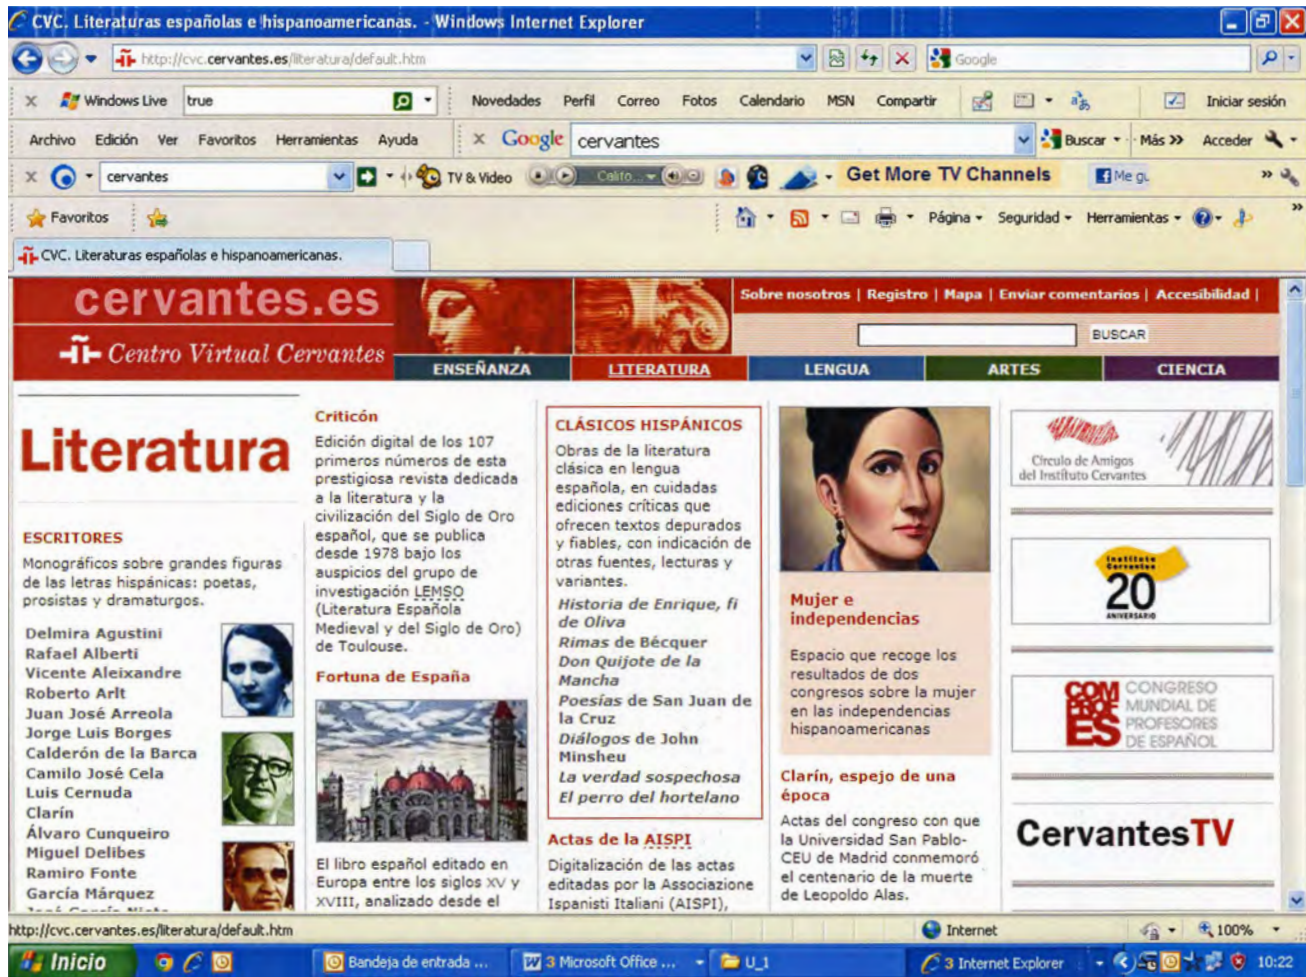 CVC. Literaturas españolas e hispanoamericanas. - Windows Internet Explorer
http://cvc.cervantes.es/literatura/default.htm
Google
Windows Live
true
Novedades Perfil Correo Fotos Calendario MSN Compartir
Iniciar sesión
Archivo Edición Ver Favoritos Herramientas Ayuda
Google
cervantes
Buscar
Más »
Acceder
cervantes
TV & Video
Get More TV Channels
Favoritos
Página Seguridad Herramientas
CVC. Literaturas españolas e hispanoamericanas.
cervantes.es
Centro Virtual Cervantes
Sobre nosotros | Registro | Mapa | Enviar comentarios | Accesibilidad |
BUSCAR
ENSEÑANZA
LITERATURA
LENGUA
ARTES
CIENCIA
Literatura
ESCRITORES
Monográficos sobre grandes figuras
de las letras hispánicas: poetas,
prosistas y dramaturgos.
Delmira Agustini
Rafael Alberti
Vicente Aleixandre
Roberto Arlt
Juan José Arreola
Jorge Luis Borges
Calderón de la Barca
Camilo José Cela
Luis Cernuda
Clarín
Álvaro Cunqueiro
Miguel Delibes
Ramiro Fonte
García Márquez
Criticón
Edición digital de los 107
primeros números de esta
prestigiosa revista dedicada
a la literatura y la
civilización del Siglo de Oro
español, que se publica
desde 1978 bajo los
auspicios del grupo de
investigación LEMSO
(Literatura Española
Medieval y del Siglo de Oro)
de Toulouse.
Fortuna de España
El libro español editado en
Europa entre los siglos XV y
XVIII, analizado desde el
CLÁSICOS HISPÁNICOS
Obras de la literatura
clásica en lengua
española, en cuidadas
ediciones críticas que
ofrecen textos depurados
y fiables, con indicación de
otras fuentes, lecturas y
variantes.
Historia de Enrique, fi
de Oliva
Rimas de Bécquer
Don Quijote de la
Mancha
Poesías de San Juan de
la Cruz
Diálogos de John
Minsheu
La verdad sospechosa
El perro del hortelano
Actas de la AISPI
Digitalización de las actas
editadas por la Associazione
Ispanisti Italiani (AISPI),
Mujer e
independencias
Espacio que recoge los
resultados de dos
congresos sobre la mujer
en las independencias
hispanoamericanas
Clarín, espejo de una
época
Actas del congreso con que
la Universidad San Pablo-
CEU de Madrid conmemoró
el centenario de la muerte
de Leopoldo Alas.
Círculo de Amigos
del Instituto Cervantes
Instituto
Cervantes
20
ANIVERSARIO
COM
PROF
ES
CONGRESO
MUNDIAL DE
PROFESORES
DE ESPAÑOL
CervantesTV
http://cvc.cervantes.es/literatura/default.htm
Internet
100%
Inicio
Bandeja de entrada ...
3 Microsoft Office ...
U_1
3 Internet Explorer
10:22